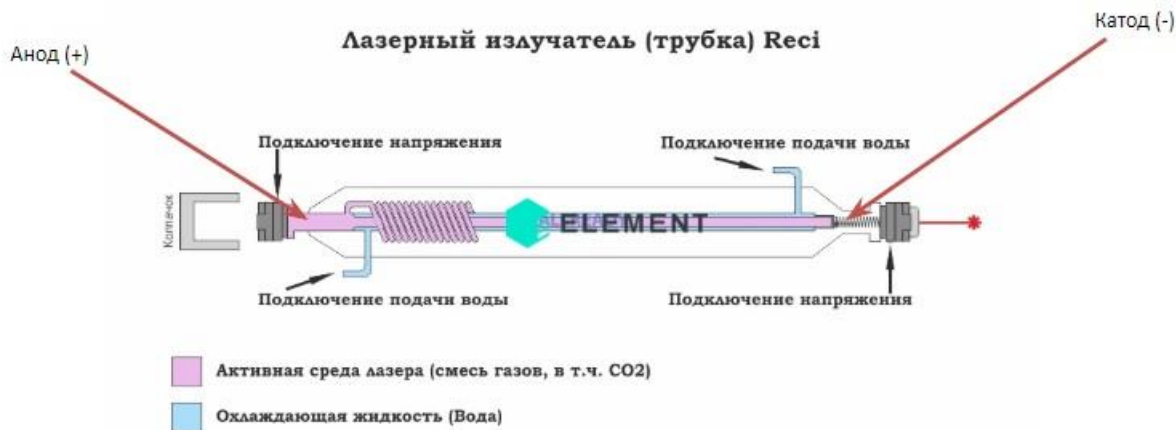 Катод (-)
Лазерный излучатель (трубка) Reci
Анод (+)
Подключение напряжения
Подключение подачи воды
Колпачок
ELEMENT
Подключение подачи воды
Подключение напряжения
Активная среда лазера (смесь газов, в т.ч. CO2)
Охлаждающая жидкость (Вода)